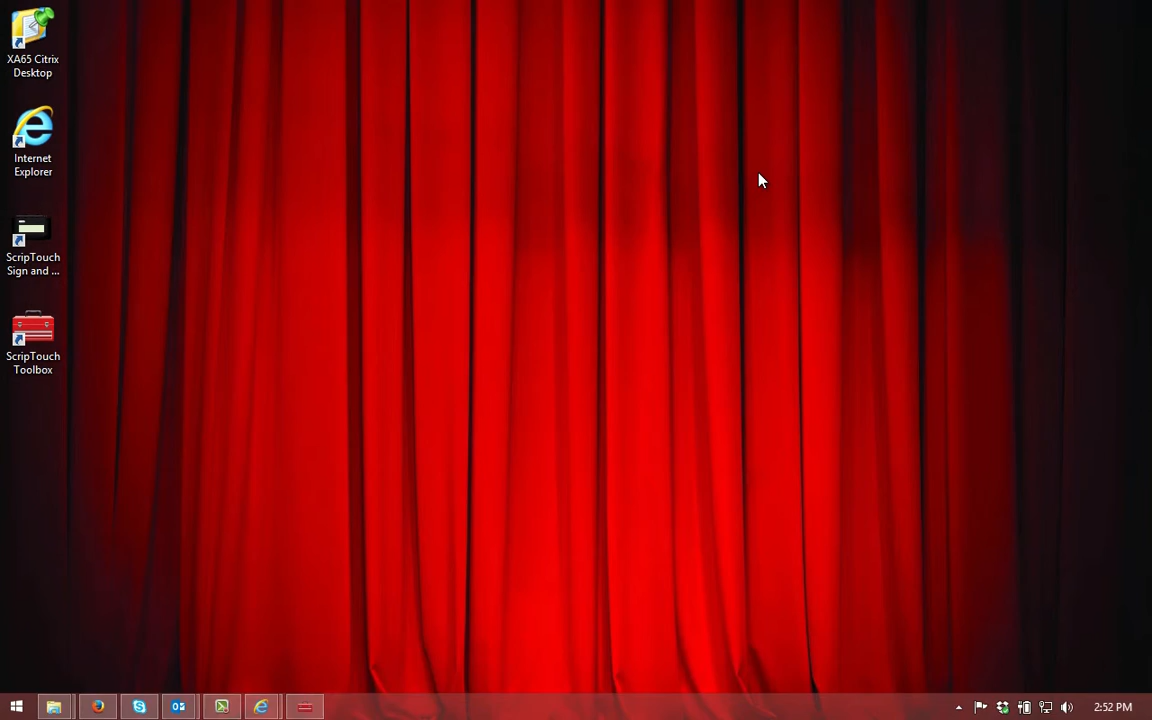 XA65 Citrix
Desktop
Internet
Explorer
ScripTouch
Sign and ...
ScripTouch
Toolbox
2:52 PM